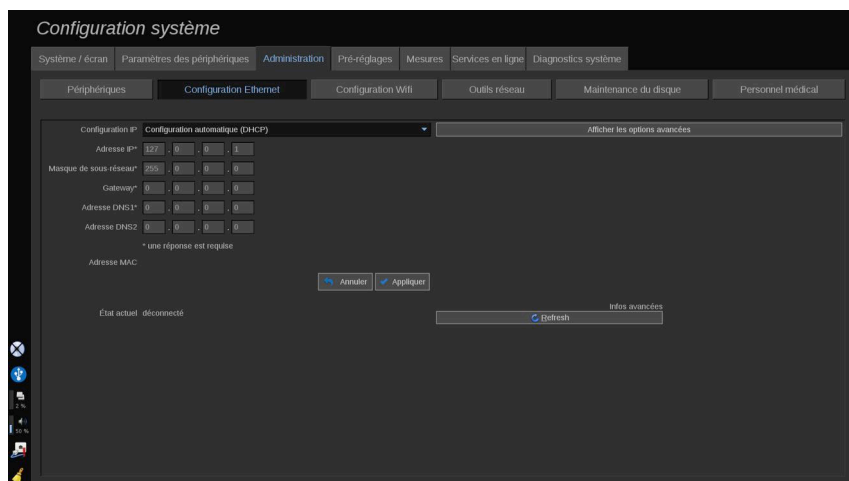 Configuration système
Système / écran Paramètres des périphériques Administration Pré-réglages Mesures Services en ligne Diagnostics système
Périphériques Configuration Ethernet Configuration Wifi Outils réseau Maintenance du disque Personnel médical
Configuration IP Configuration automatique (DHCP) Afficher les options avancées
Adresse IP* 127 . 0 . 0 . 1
Masque de sous-réseau* 255 . 0 . 0 . 0
Gateway* 0 . 0 . 0 . 0
Adresse DNS1* 0 . 0 . 0 . 0
Adresse DNS2 0 . 0 . 0 . 0
* une réponse est requise
Adresse MAC
Annuler Appliquer
Infos avancées
État actuel déconnecté
Refresh
2 %
50 %